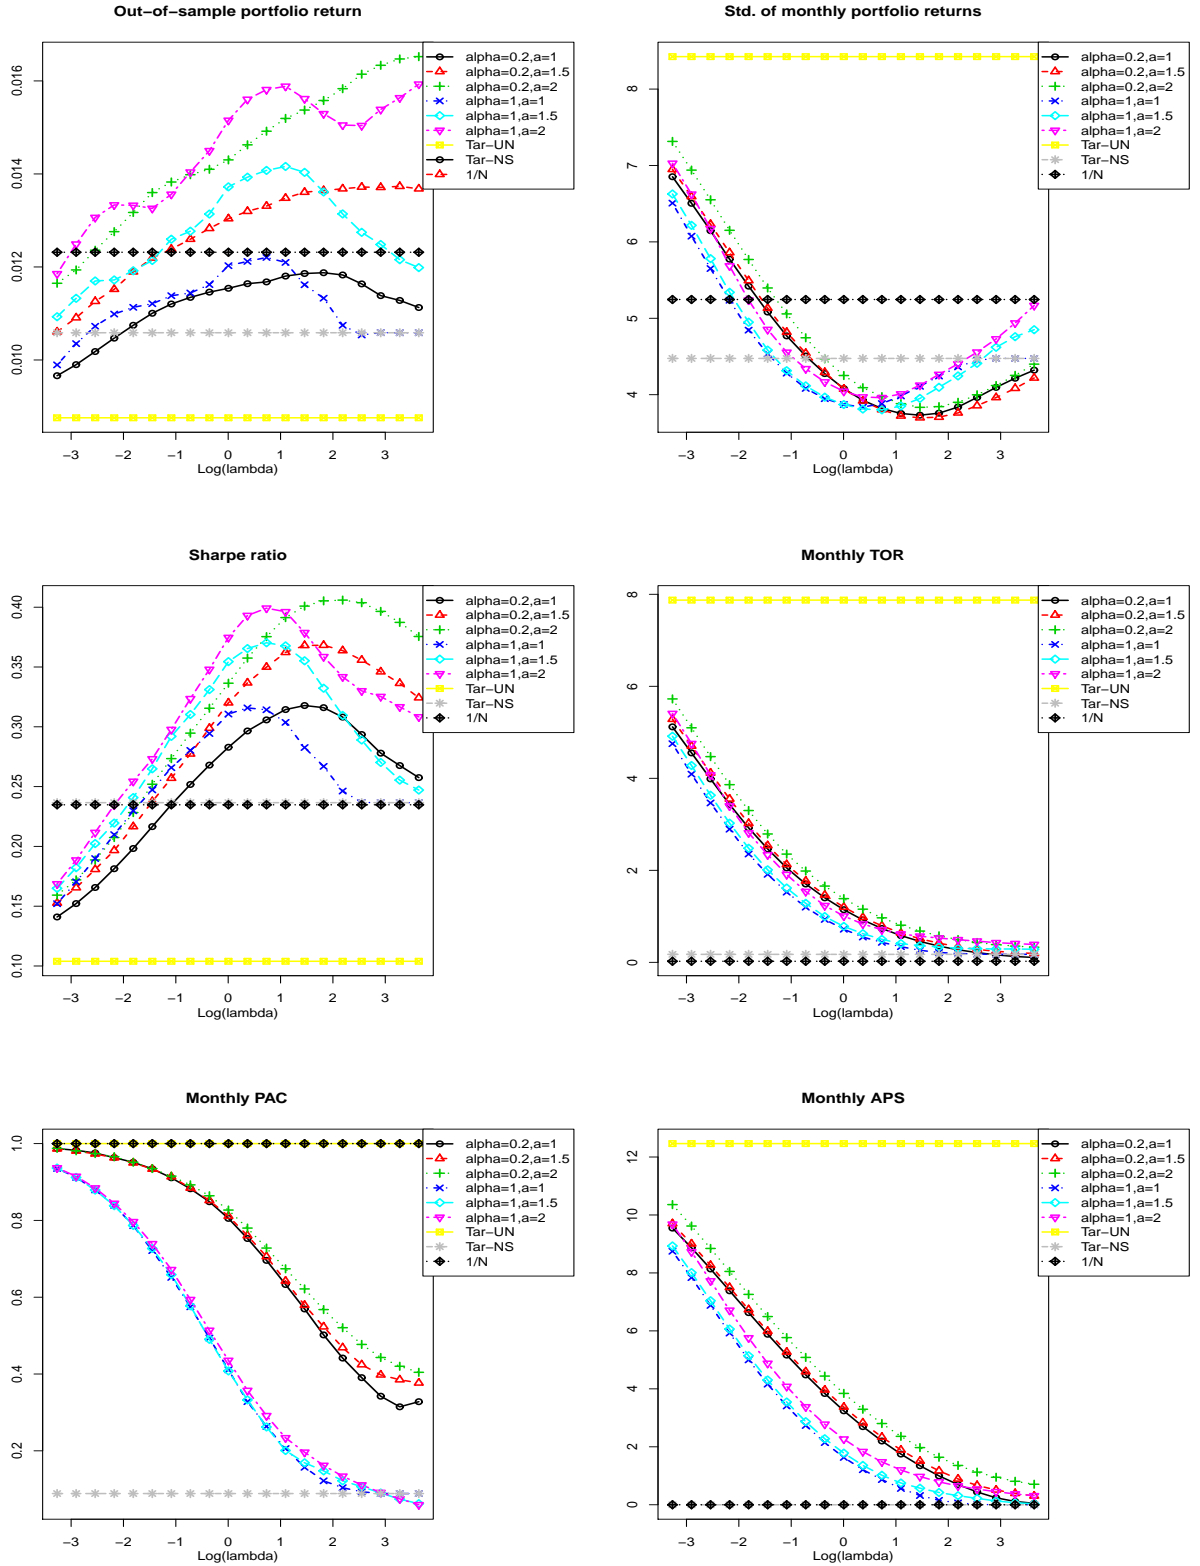 Out-of-sample portfolio return
0.010 0.012 0.014 0.016
-3 -2 -1 0 1 2 3
Log(lambda)
alpha=0.2,a=1
alpha=0.2,a=1.5
alpha=0.2,a=2
alpha=1,a=1
alpha=1,a=1.5
alpha=1,a=2
Tar-UN
Tar-NS
1/N
Std. of monthly portfolio returns
4 5 6 7 8
-3 -2 -1 0 1 2 3
Log(lambda)
alpha=0.2,a=1
alpha=0.2,a=1.5
alpha=0.2,a=2
alpha=1,a=1
alpha=1,a=1.5
alpha=1,a=2
Tar-UN
Tar-NS
1/N
Sharpe ratio
0.10 0.15 0.20 0.25 0.30 0.35 0.40
-3 -2 -1 0 1 2 3
Log(lambda)
alpha=0.2,a=1
alpha=0.2,a=1.5
alpha=0.2,a=2
alpha=1,a=1
alpha=1,a=1.5
alpha=1,a=2
Tar-UN
Tar-NS
1/N
Monthly TOR
0 2 4 6 8
-3 -2 -1 0 1 2 3
Log(lambda)
alpha=0.2,a=1
alpha=0.2,a=1.5
alpha=0.2,a=2
alpha=1,a=1
alpha=1,a=1.5
alpha=1,a=2
Tar-UN
Tar-NS
1/N
Monthly PAC
0.2 0.4 0.6 0.8 1.0
-3 -2 -1 0 1 2 3
Log(lambda)
alpha=0.2,a=1
alpha=0.2,a=1.5
alpha=0.2,a=2
alpha=1,a=1
alpha=1,a=1.5
alpha=1,a=2
Tar-UN
Tar-NS
1/N
Monthly APS
0 2 4 6 8 10 12
-3 -2 -1 0 1 2 3
Log(lambda)
alpha=0.2,a=1
alpha=0.2,a=1.5
alpha=0.2,a=2
alpha=1,a=1
alpha=1,a=1.5
alpha=1,a=2
Tar-UN
Tar-NS
1/N